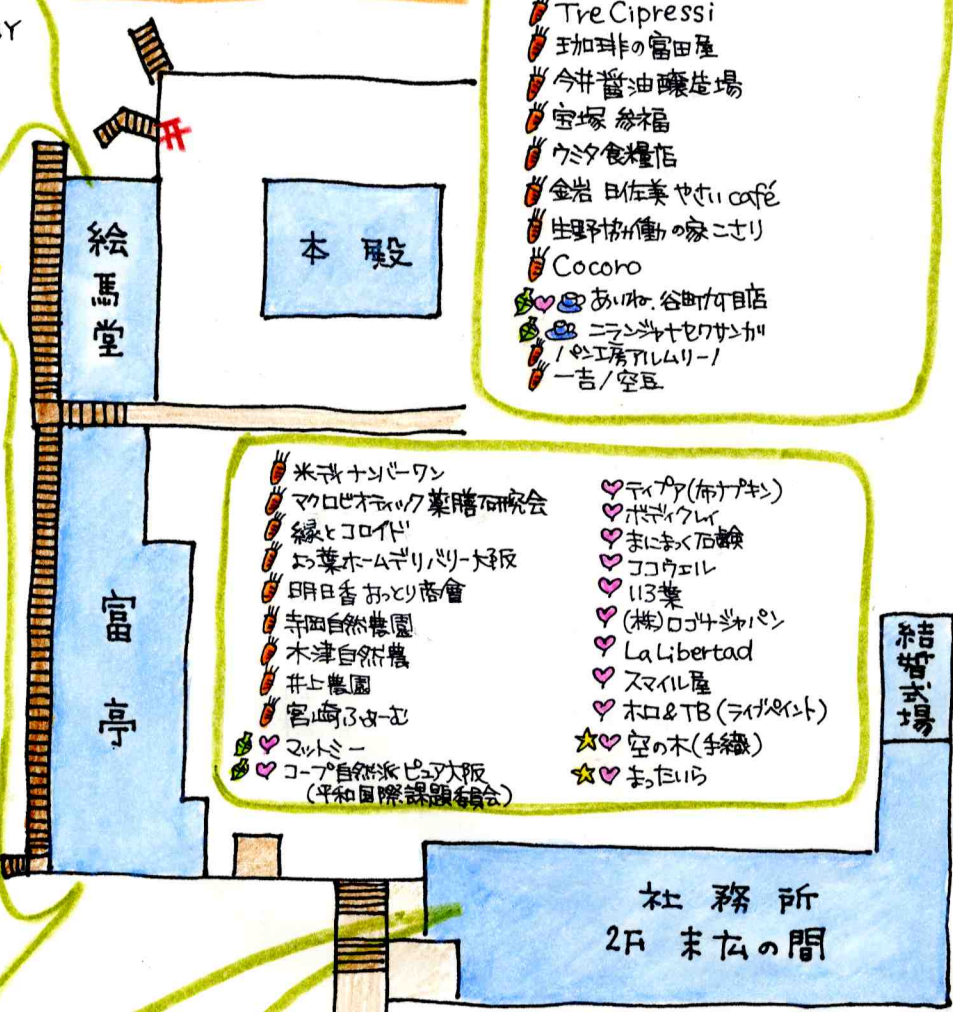 Tre Cipressi
珈琲の富田屋
今井醤油醸造場
宝塚 参福
ウミタ食糧店
金岩 日佐美 やさい café
生野協働の家こさり
Cocoro
あいね.谷町九丁目店
ニランジャナセワサンガ
パン工房アルムリーノ
一吉/空豆
絵馬堂
本殿
富亭
米ディナンバーワン
マクロビオティック薬膳研究会
縁とコロイド
よつ葉ホームデリバリー大阪
明日香おっとり商會
寺田自然農園
木津自然農
井上農園
宮崎ふぁーむ
マットミー
コープ自然派ピュア大阪
(平和国際課題委員会)
ティプア(布ナプキン)
ボディクレイ
まにまっく石鹸
ココウェル
113葉
(株)ロゴナジャパン
La Libertad
スマイル屋
ホロ&TB(ライブペイント)
空の木(手織)
まったいら
結婚式場
社務所
2F 末広の間